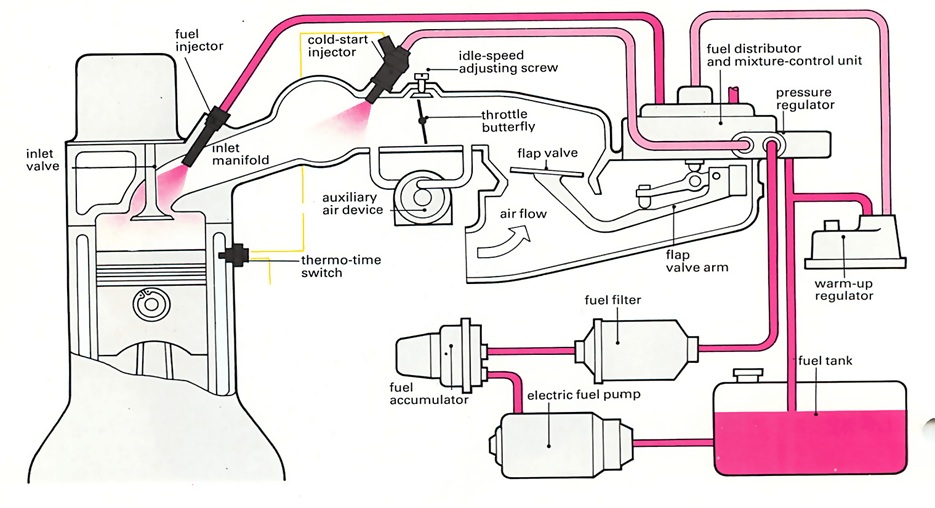 fuel
injector
cold-start
injector
idle-speed
adjusting screw
fuel distributor
and mixture-control unit
pressure
regulator
throttle
butterfly
inlet
manifold
inlet
valve
flap valve
auxiliary
air device
air flow
thermo-time
switch
flap
valve arm
warm-up
regulator
fuel filter
fuel tank
fuel
accumulator
electric fuel pump